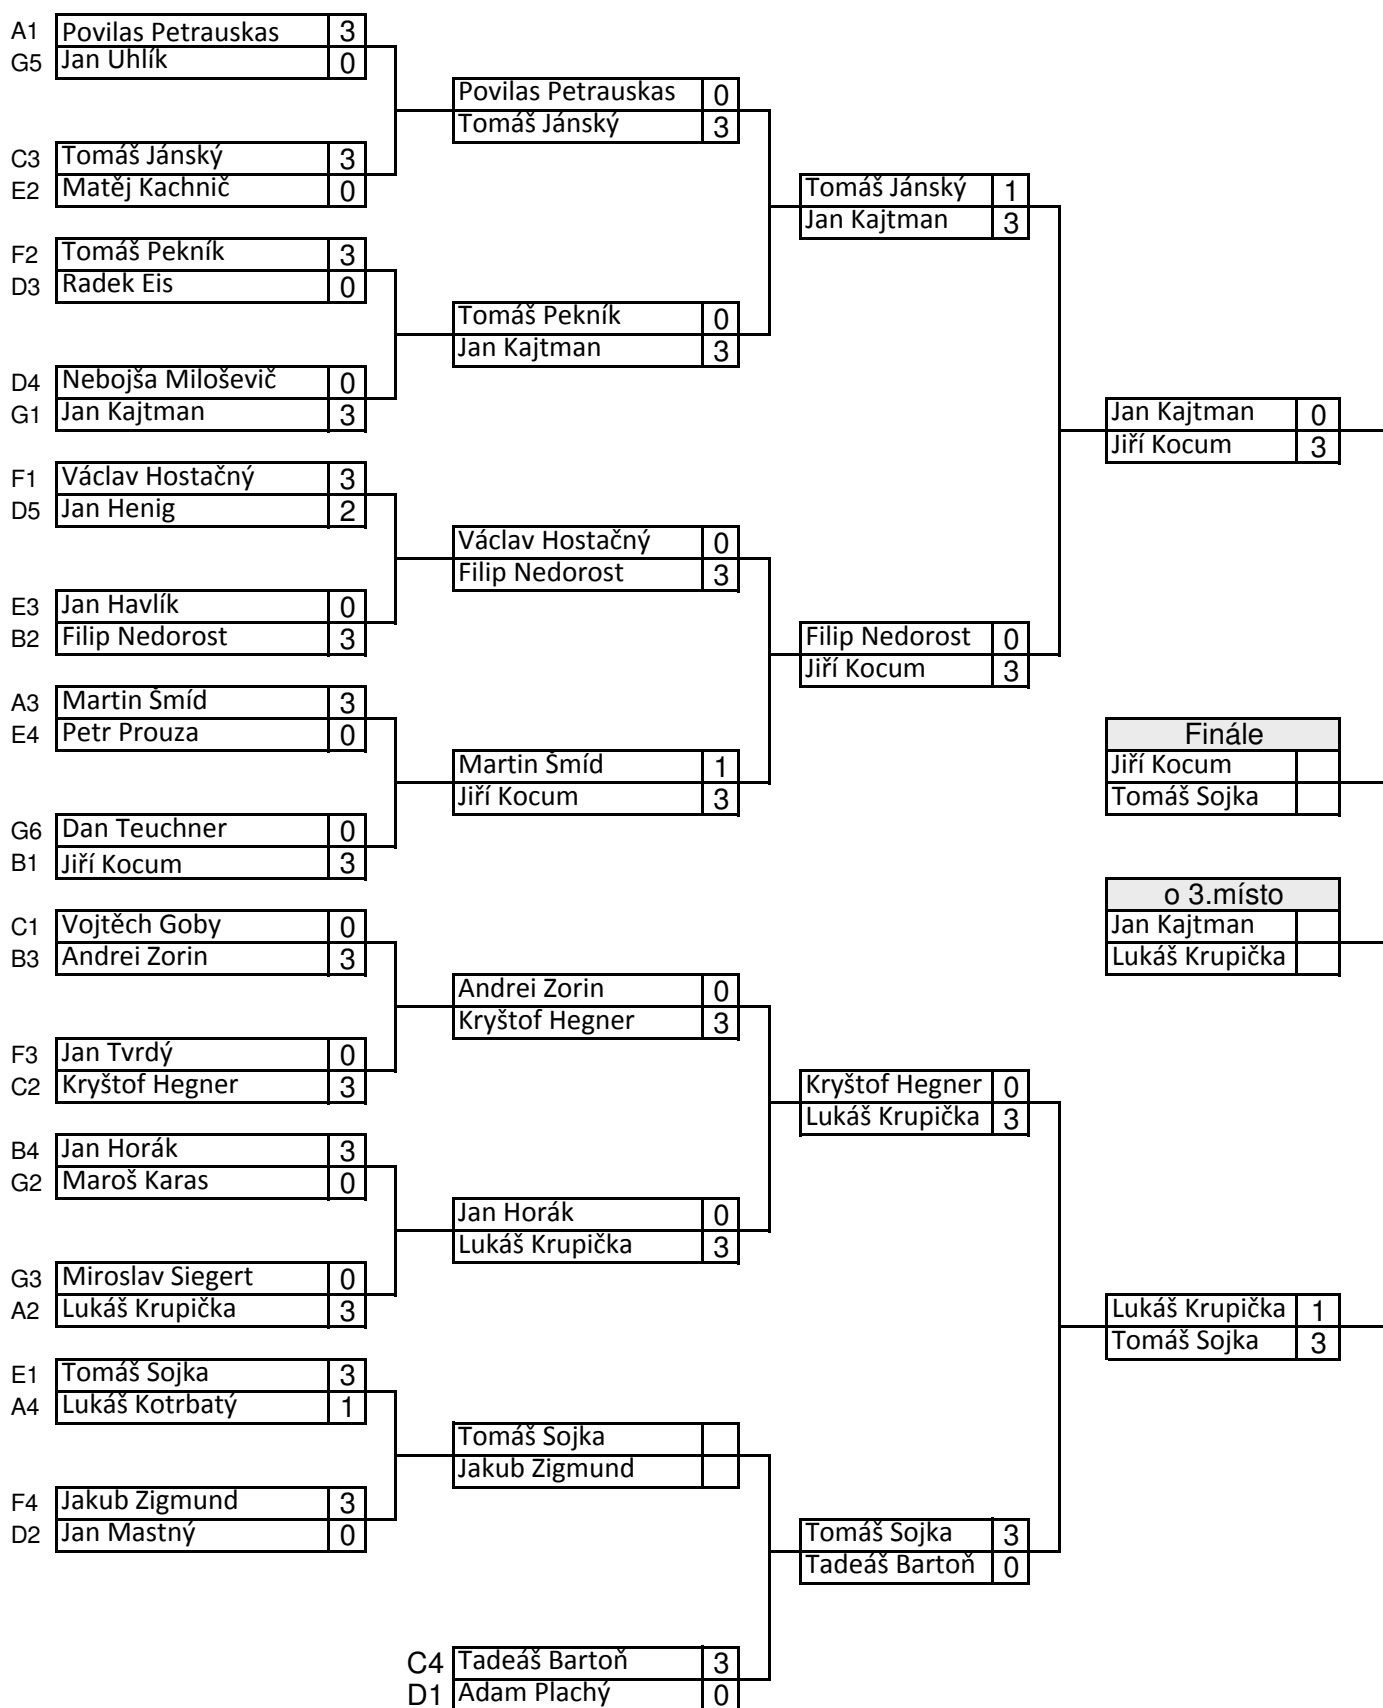 A1 Povilas Petrauskas 3
G5 Jan Uhlík 0
Povilas Petrauskas 0
Tomáš Jánský 3
C3 Tomáš Jánský 3
E2 Matěj Kachnič 0
Tomáš Jánský 1
Jan Kajtman 3
F2 Tomáš Pekník 3
D3 Radek Eis 0
Tomáš Pekník 0
Jan Kajtman 3
D4 Nebojša Miloševič 0
G1 Jan Kajtman 3
Jan Kajtman 0
Jiří Kocum 3
F1 Václav Hostačný 3
D5 Jan Henig 2
Václav Hostačný 0
Filip Nedorost 3
E3 Jan Havlík 0
B2 Filip Nedorost 3
Filip Nedorost 0
Jiří Kocum 3
A3 Martin Šmíd 3
E4 Petr Prouza 0
Finále
Martin Šmíd 1
Jiří Kocum 3
Jiří Kocum
Tomáš Sojka
G6 Dan Teuchner 0
B1 Jiří Kocum 3
o 3.místo
Jan Kajtman
Lukáš Krupička
C1 Vojtěch Goby 0
B3 Andrei Zorin 3
Andrei Zorin 0
Kryštof Hegner 3
F3 Jan Tvrdý 0
C2 Kryštof Hegner 3
Kryštof Hegner 0
Lukáš Krupička 3
B4 Jan Horák 3
G2 Maroš Karas 0
Jan Horák 0
Lukáš Krupička 3
G3 Miroslav Siegert 0
A2 Lukáš Krupička 3
Lukáš Krupička 1
Tomáš Sojka 3
E1 Tomáš Sojka 3
A4 Lukáš Kotrbatý 1
Tomáš Sojka
Jakub Zigmund
F4 Jakub Zigmund 3
D2 Jan Mastný 0
Tomáš Sojka 3
Tadeáš Bartoň 0
C4 Tadeáš Bartoň 3
D1 Adam Plachý 0